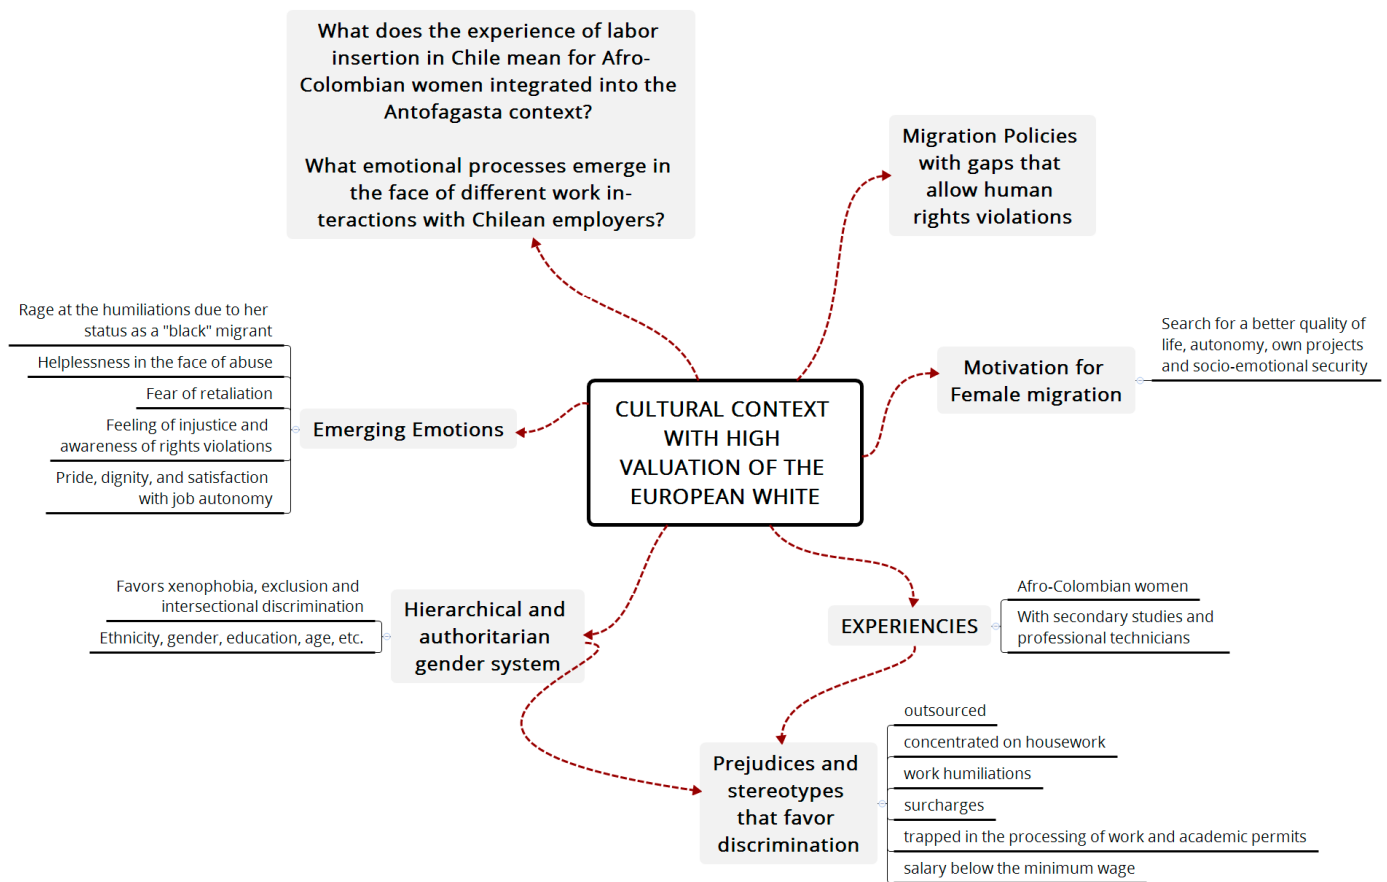 What does the experience of labor
insertion in Chile mean for Afro-
Colombian women integrated into the
Antofagasta context?
What emotional processes emerge in
the face of different work in-
teractions with Chilean employers?
Migration Policies
with gaps that
allow human
rights violations
Rage at the humiliations due to her
status as a "black" migrant
Helplessness in the face of abuse
Fear of retaliation
Feeling of injustice and
awareness of rights violations
Pride, dignity, and satisfaction
with job autonomy
Emerging Emotions
CULTURAL CONTEXT
WITH HIGH
VALUATION OF THE
EUROPEAN WHITE
Motivation for
Female migration
Search for a better quality of
life, autonomy, own projects
and socio-emotional security
Favors xenophobia, exclusion and
intersectional discrimination
Ethnicity, gender, education, age, etc.
Hierarchical and
authoritarian
gender system
EXPERIENCIES
Afro-Colombian women
With secondary studies and
professional technicians
Prejudices and
stereotypes
that favor
discrimination
outsourced
concentrated on housework
work humiliations
surcharges
trapped in the processing of work and academic permits
salary below the minimum wage